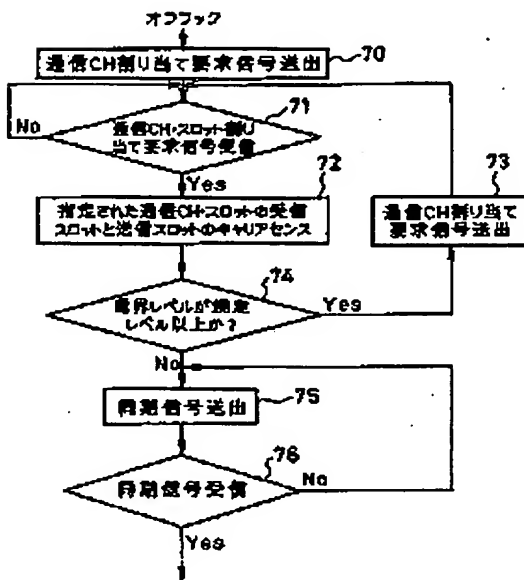 オフフック
通信CH割り当て要求信号送出
70
71
通信CH・スロット割り
当て要求信号受信
No
Yes
72
73
指定された通信CH・スロットの受信
スロットと送信スロットのキャリアセンス
通信CH割り当て
要求信号送出
74
電界レベルが規定
レベル以上か?
Yes
No
75
同期信号送出
76
同期信号受信
No
Yes